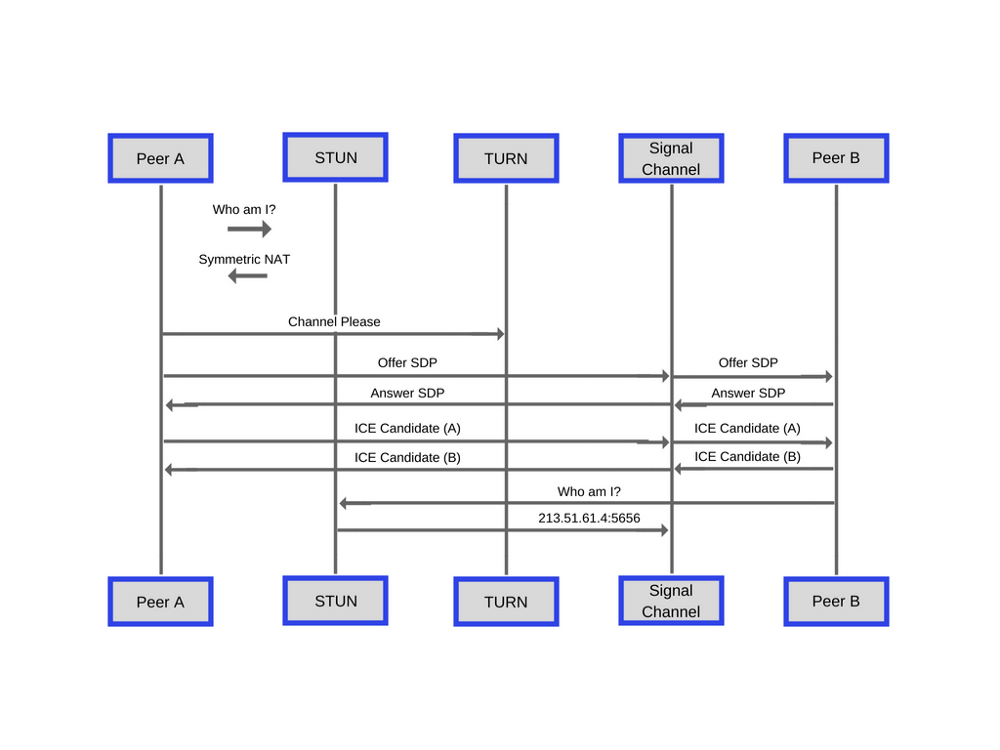 Peer A
STUN
TURN
Signal
Channel
Peer B
Who am I?
Symmetric NAT
Channel Please
Offer SDP
Offer SDP
Answer SDP
Answer SDP
ICE Candidate (A)
ICE Candidate (A)
ICE Candidate (B)
ICE Candidate (B)
Who am I?
213.51.61.4:5656
Peer A
STUN
TURN
Signal
Channel
Peer B